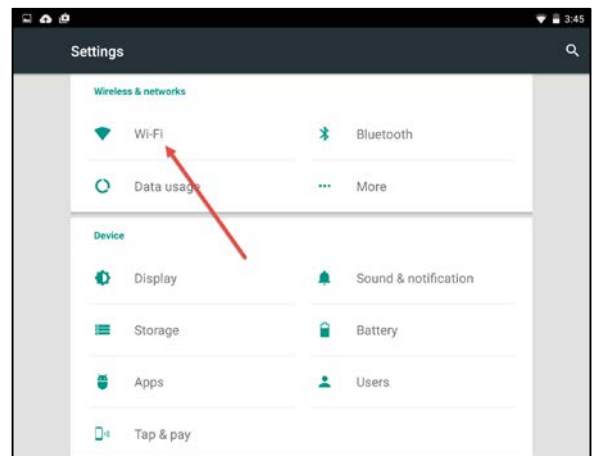 3:45
Settings
Wireless & networks
Wi-Fi
Bluetooth
Data usage
More
Device
Display
Sound & notification
Storage
Battery
Apps
Users
Tap & pay